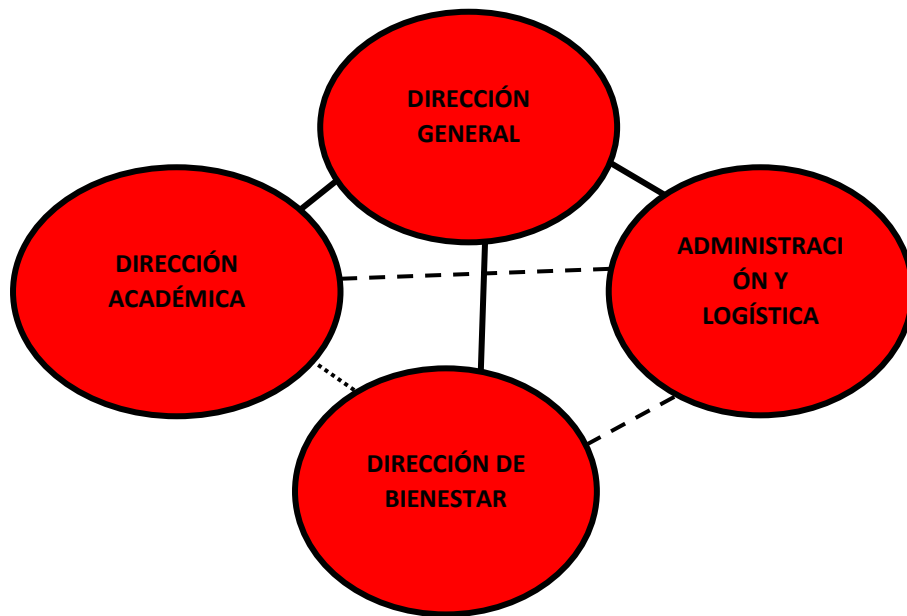 DIRECCIÓN
GENERAL
DIRECCIÓN
ACADÉMICA
ADMINISTRACI
ÓN Y
LOGÍSTICA
DIRECCIÓN DE
BIENESTAR